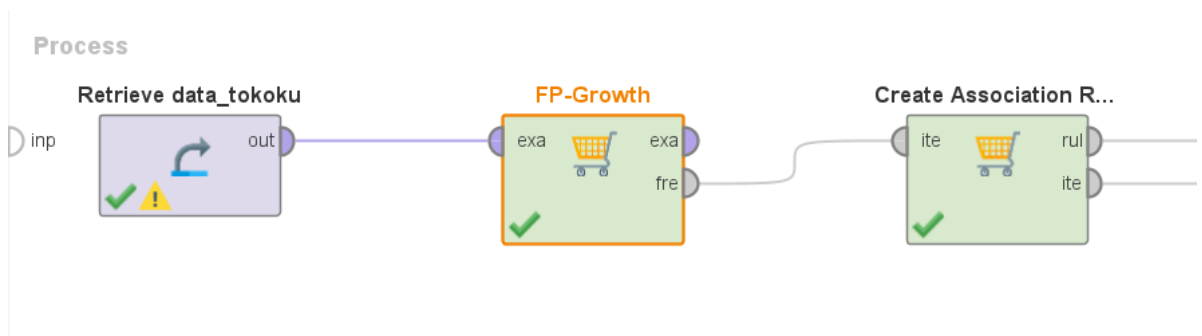 Process
Retrieve data_tokoku
FP-Growth
Create Association R...
inp
out
exa
exa
fre
ite
rul
ite